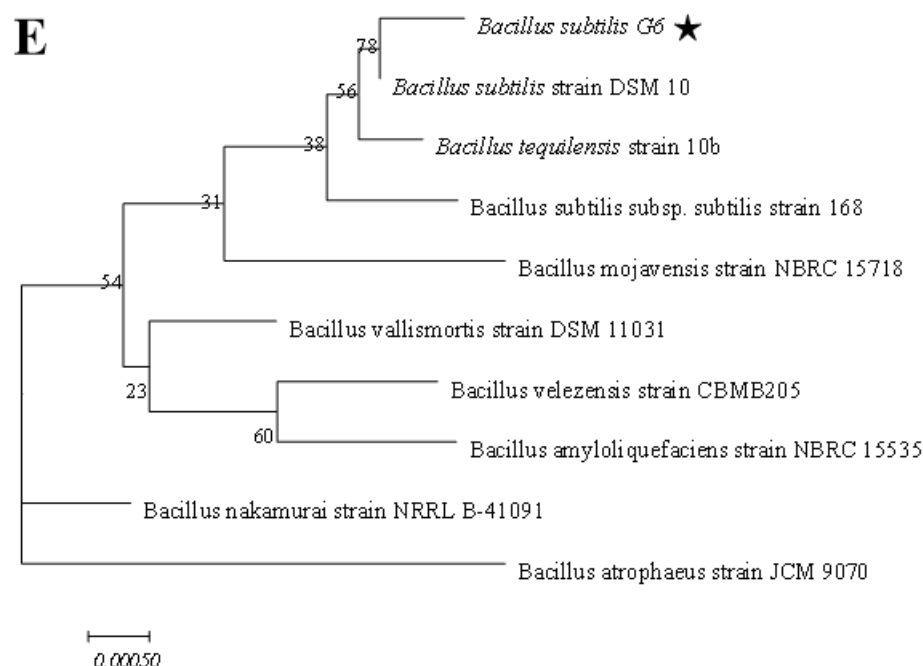 E
Bacillus subtilis G6 ★
78
Bacillus subtilis strain DSM 10
56
Bacillus tequilensis strain 10b
38
Bacillus subtilis subsp. subtilis strain 168
31
Bacillus mojavensis strain NBRC 15718
54
Bacillus vallismortis strain DSM 11031
23
Bacillus velezensis strain CBMB205
60
Bacillus amyloliquefaciens strain NBRC 15535
Bacillus nakamurai strain NRRL B-41091
Bacillus atrophaeus strain JCM 9070
0.00050